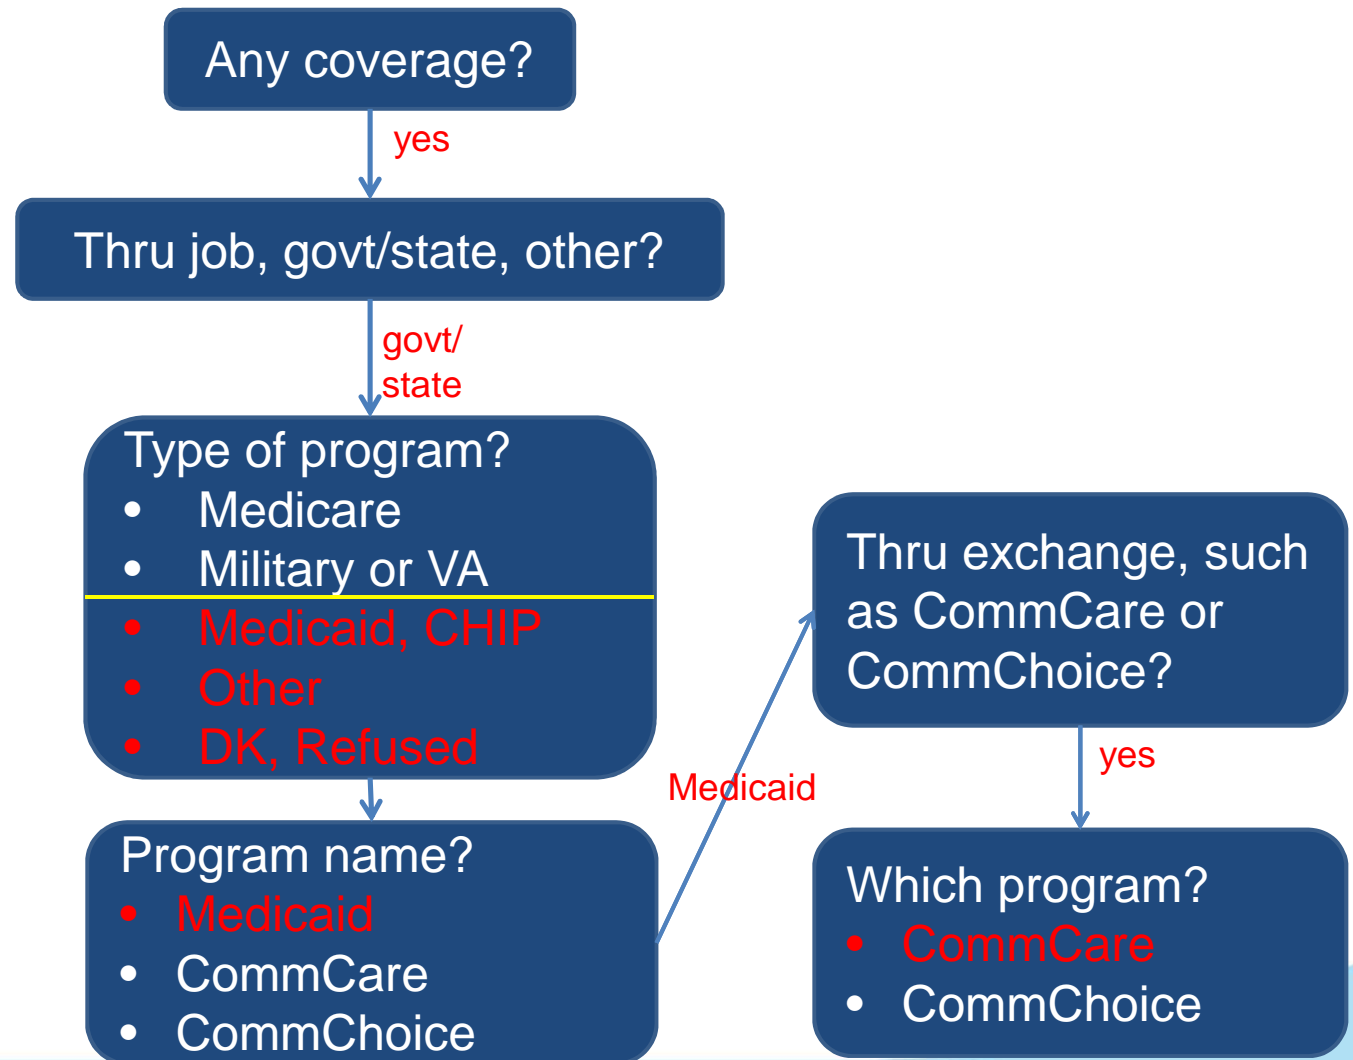 Any coverage?
yes
Thru job, govt/state, other?
govt/
state
Type of program?
• Medicare
• Military or VA
• Medicaid, CHIP
• Other
• DK, Refused
Program name?
• Medicaid
• CommCare
• CommChoice
Medicaid
Thru exchange, such
as CommCare or
CommChoice?
yes
Which program?
• CommCare
• CommChoice